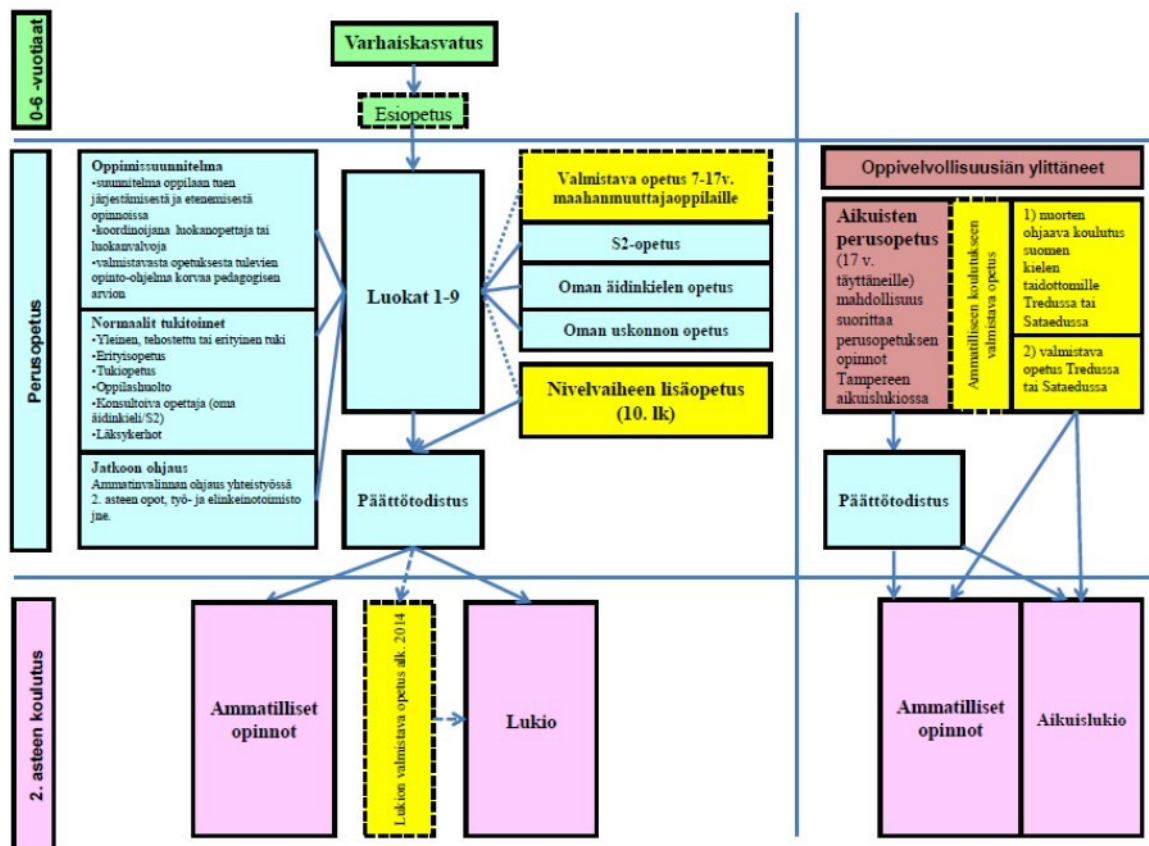 0-6 -vuotiaat
Varhaiskasvatus
Esiopetus
Perusopetus
Oppimissuunnitelma
•suunnitelma oppilaan tuen
järjestämisestä ja etenemisestä
opinnoissa
•koordinoijana luokanopettaja tai
luokanvalvoja
•valmistavasta opetuksesta tulevien
opinto-ohjelma korvaa pedagogisen
arvion
Normaalit tukitoimet
•Yleinen, tehostettu tai erityinen tuki
•Erityisopetus
•Tukiopetus
•Oppilashuolto
•Konsultoiva opettaja (oma
äidinkieli/S2)
•Läksykerhot
Jatkoon ohjaus
Ammatinvalinnan ohjaus yhteistyössä
2. asteen opot, työ- ja elinkeinotoimisto
jne.
Luokat 1-9
Päättötodistus
Valmistava opetus 7-17v.
maahanmuuttajaoppilaille
S2-opetus
Oman äidinkielen opetus
Oman uskonnon opetus
Nivelvaiheen lisäopetus
(10. lk)
Oppivelvollisuusiän ylittäneet
Aikuisten
perusopetus
(17 v.
täyttäneille)
mahdollisuus
suorittaa
perusopetuksen
opinnot
Tampereen
aikuislukiossa
Ammatilliseen koulutukseen
valmistava opetus
1) nuorten
ohjaava koulutus
suomen
kielen
taidottomille
Tredussa tai
Sataedussa
2) valmistava
opetus Tredussa
tai Sataedussa
Päättötodistus
2. asteen koulutus
Ammatilliset
opinnot
Lukion valmistava opetus alk. 2014
Lukio
Ammatilliset
opinnot
Aikuislukio